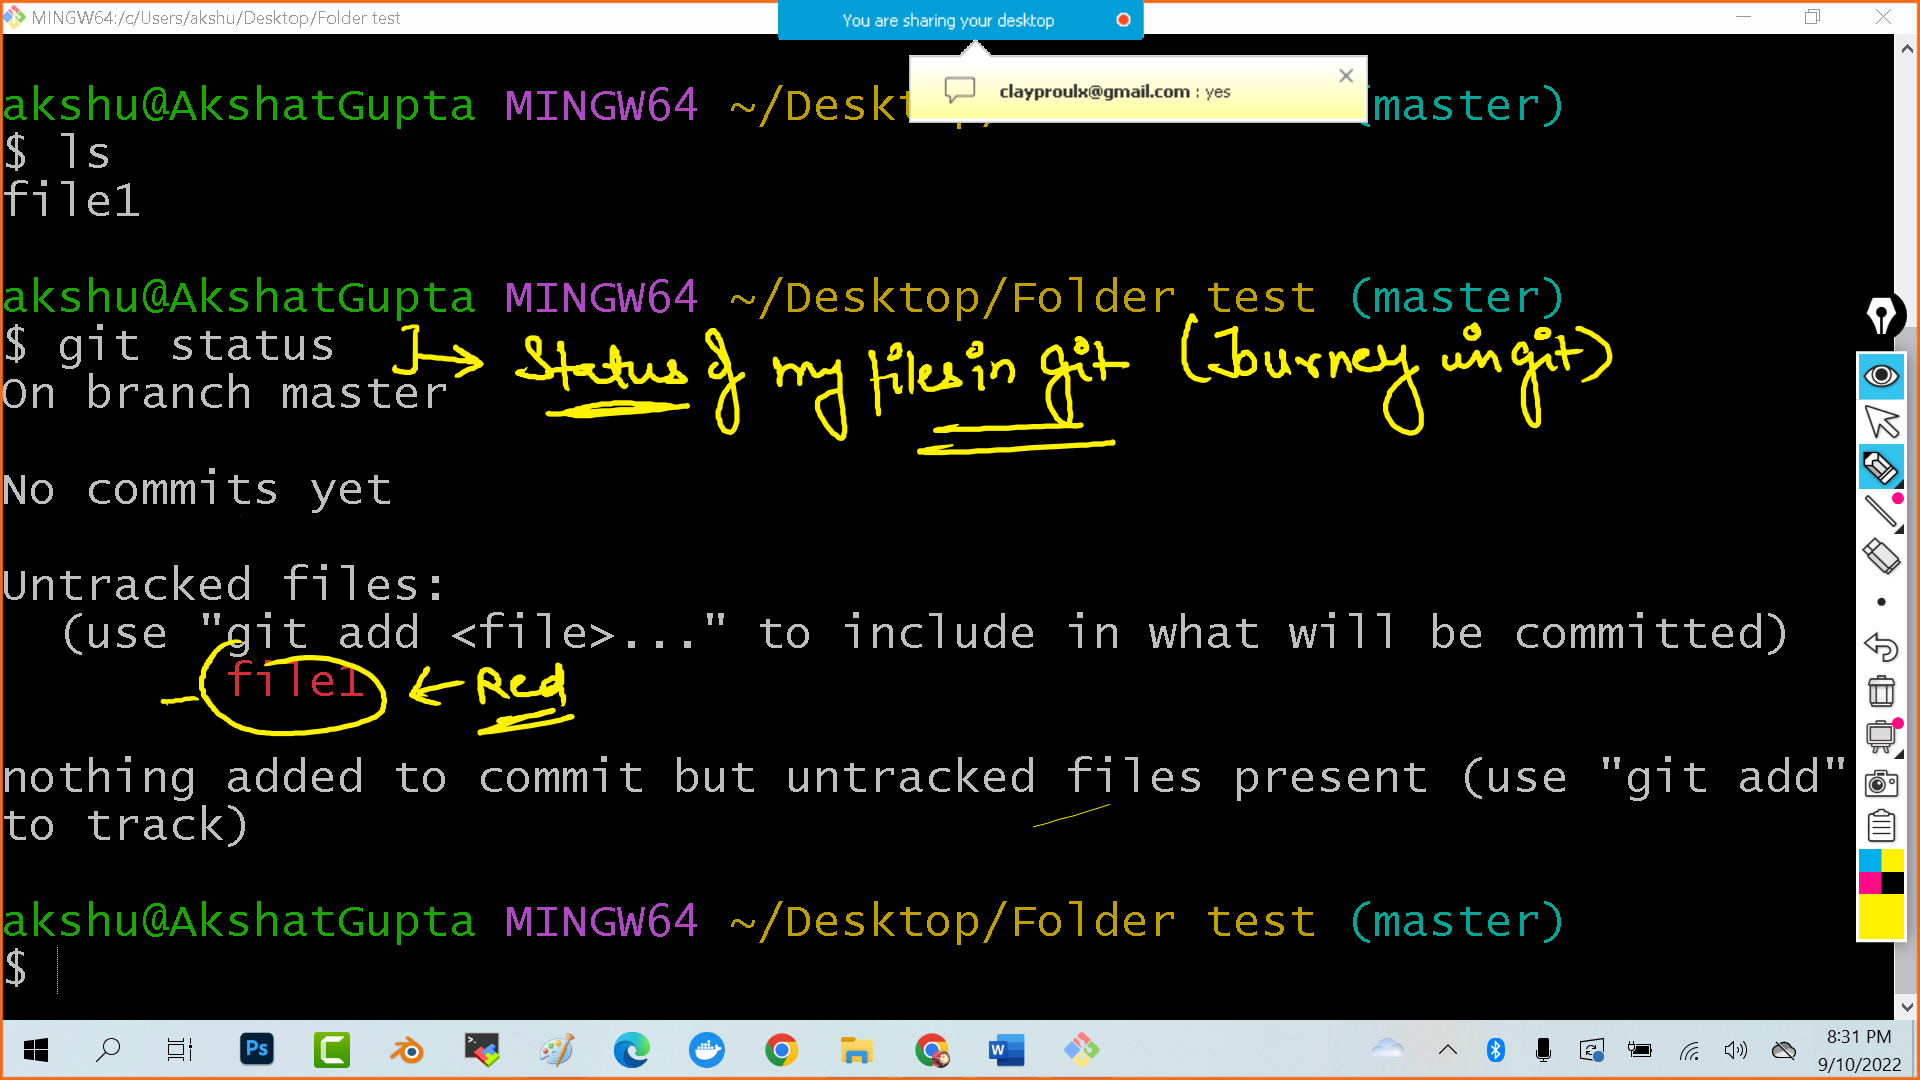 MINGW64:/c/Users/akshu/Desktop/Folder test
You are sharing your desktop
clayproulx@gmail.com : yes
akshu@AkshatGupta MINGW64 ~/Deskt (master)
$ ls
file1
akshu@AkshatGupta MINGW64 ~/Desktop/Folder test (master)
$ git status
Status of my files in git (Journey in git)
On branch master
No commits yet
Untracked files:
(use "git add <file>..." to include in what will be committed)
file1 ← Red
nothing added to commit but untracked files present (use "git add"
to track)
akshu@AkshatGupta MINGW64 ~/Desktop/Folder test (master)
$
Ps
C
W
8:31 PM
9/10/2022